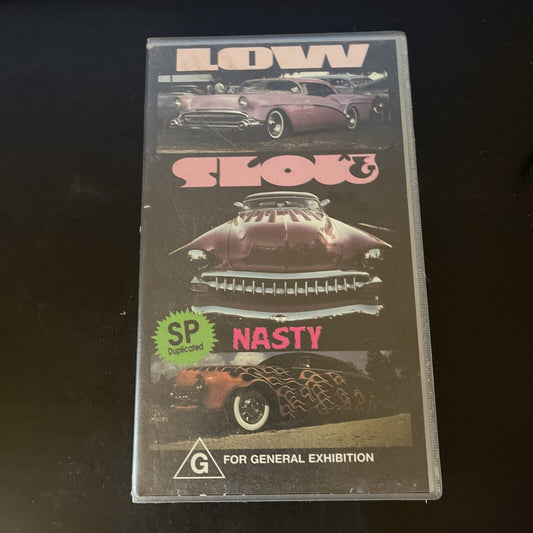 LOW
SLOW &
SP
Duplicated
NASTY
G
FOR GENERAL EXHIBITION